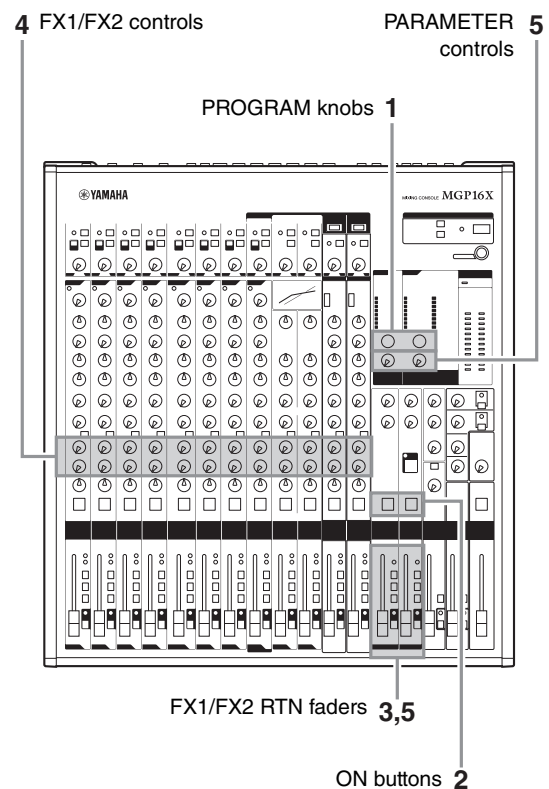 4 FX1/FX2 controls
PARAMETER 5
controls
PROGRAM knobs 1
YAMAHA
MIXING CONSOLE MGP16X
FX1/FX2 RTN faders 3,5
ON buttons 2